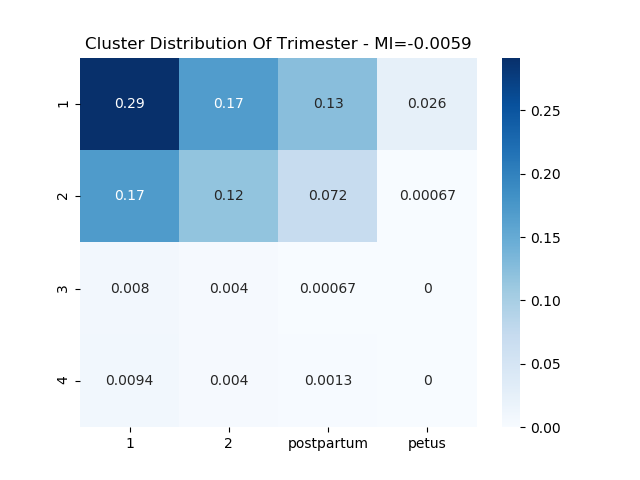 Cluster Distribution Of Trimester - MI=-0.0059
1 0.29 0.17 0.13 0.026
2 0.17 0.12 0.072 0.00067
3 0.008 0.004 0.00067 0
4 0.0094 0.004 0.0013 0
1 2 postpartum petus
0.25
0.20
0.15
0.10
0.05
0.00